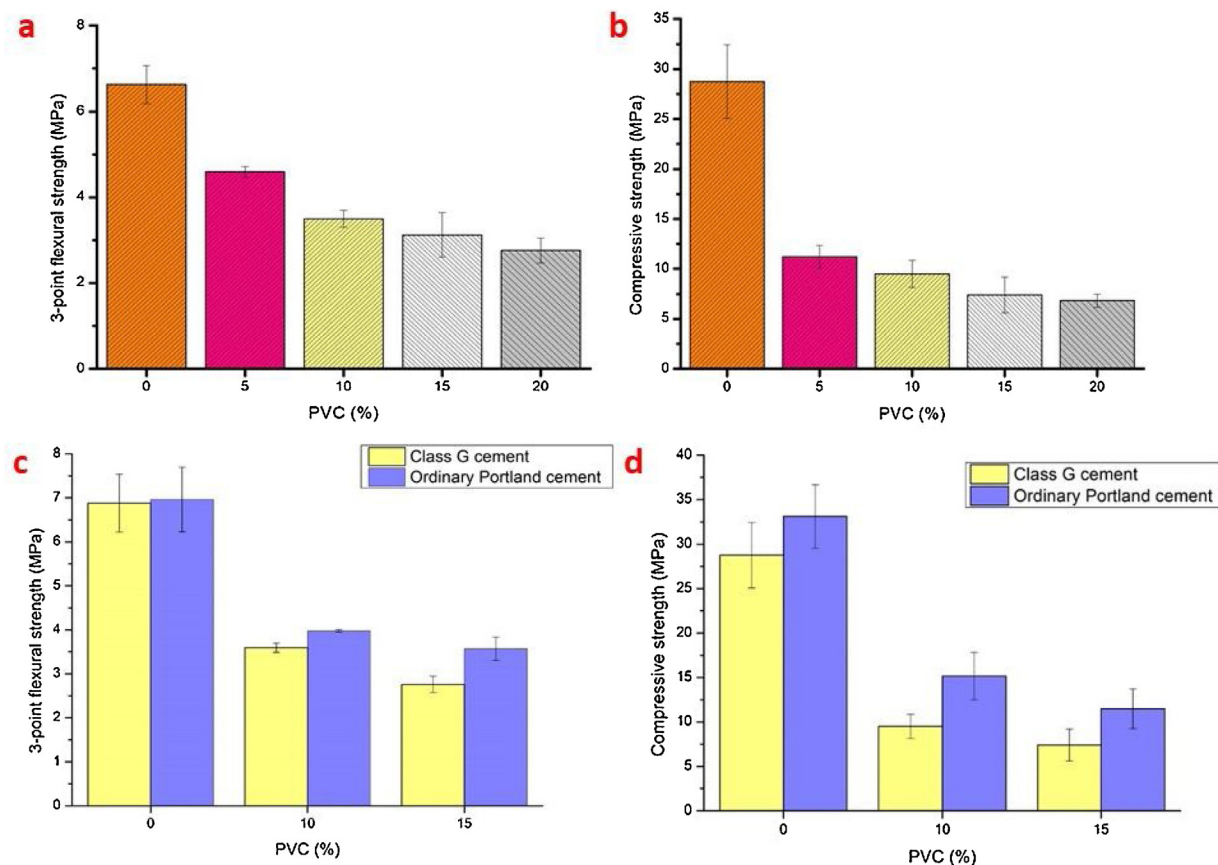 a
3-point flexural strength (MPa)
8
6
4
2
0
0 5 10 15 20
PVC (%)
b
Compressive strength (MPa)
35
30
25
20
15
10
5
0
0 5 10 15 20
PVC (%)
c
Class G cement
Ordinary Portland cement
3-point flexural strength (MPa)
8
7
6
5
4
3
2
1
0
0 10 15
PVC (%)
d
Class G cement
Ordinary Portland cement
Compressive strength (MPa)
40
35
30
25
20
15
10
5
0
0 10 15
PVC (%)